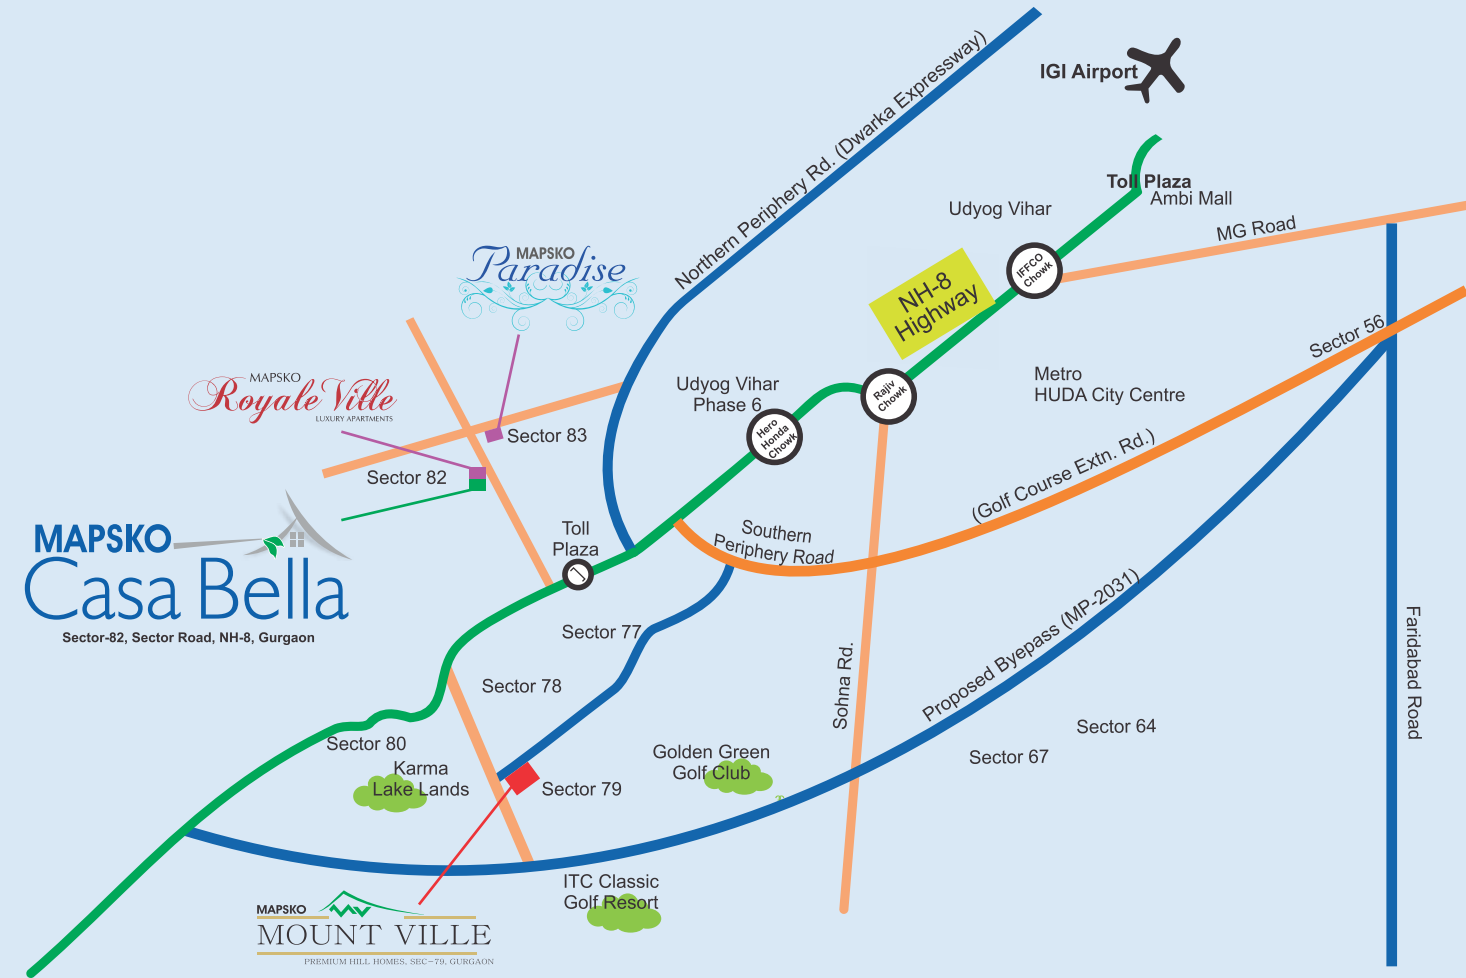 IGI Airport
Northern Periphery Rd. (Dwarka Expressway)
Toll Plaza
Ambi Mall
Udyog Vihar
MG Road
IFFCO
Chowk
NH-8
Highway
MAPSKO
Paradise
Sector 56
Metro
HUDA City Centre
Udyog Vihar
Phase 6
Rajiv
Chowk
MAPSKO
Royale Ville
LUXURY APARTMENTS
Hero
Honda
Chowk
Sector 83
Sector 82
(Golf Course Extn. Rd.)
MAPSKO
Casa Bella
Sector-82, Sector Road, NH-8, Gurgaon
Toll
Plaza
Southern
Periphery Road
Proposed Byepass (MP-2031)
Faridabad Road
Sector 77
Sohna Rd.
Sector 78
Sector 64
Sector 67
Sector 80
Karma
Lake Lands
Golden Green
Golf Club
Sector 79
ITC Classic
Golf Resort
MAPSKO
MOUNT VILLE
PREMIUM HILL HOMES, SEC-79, GURGAON